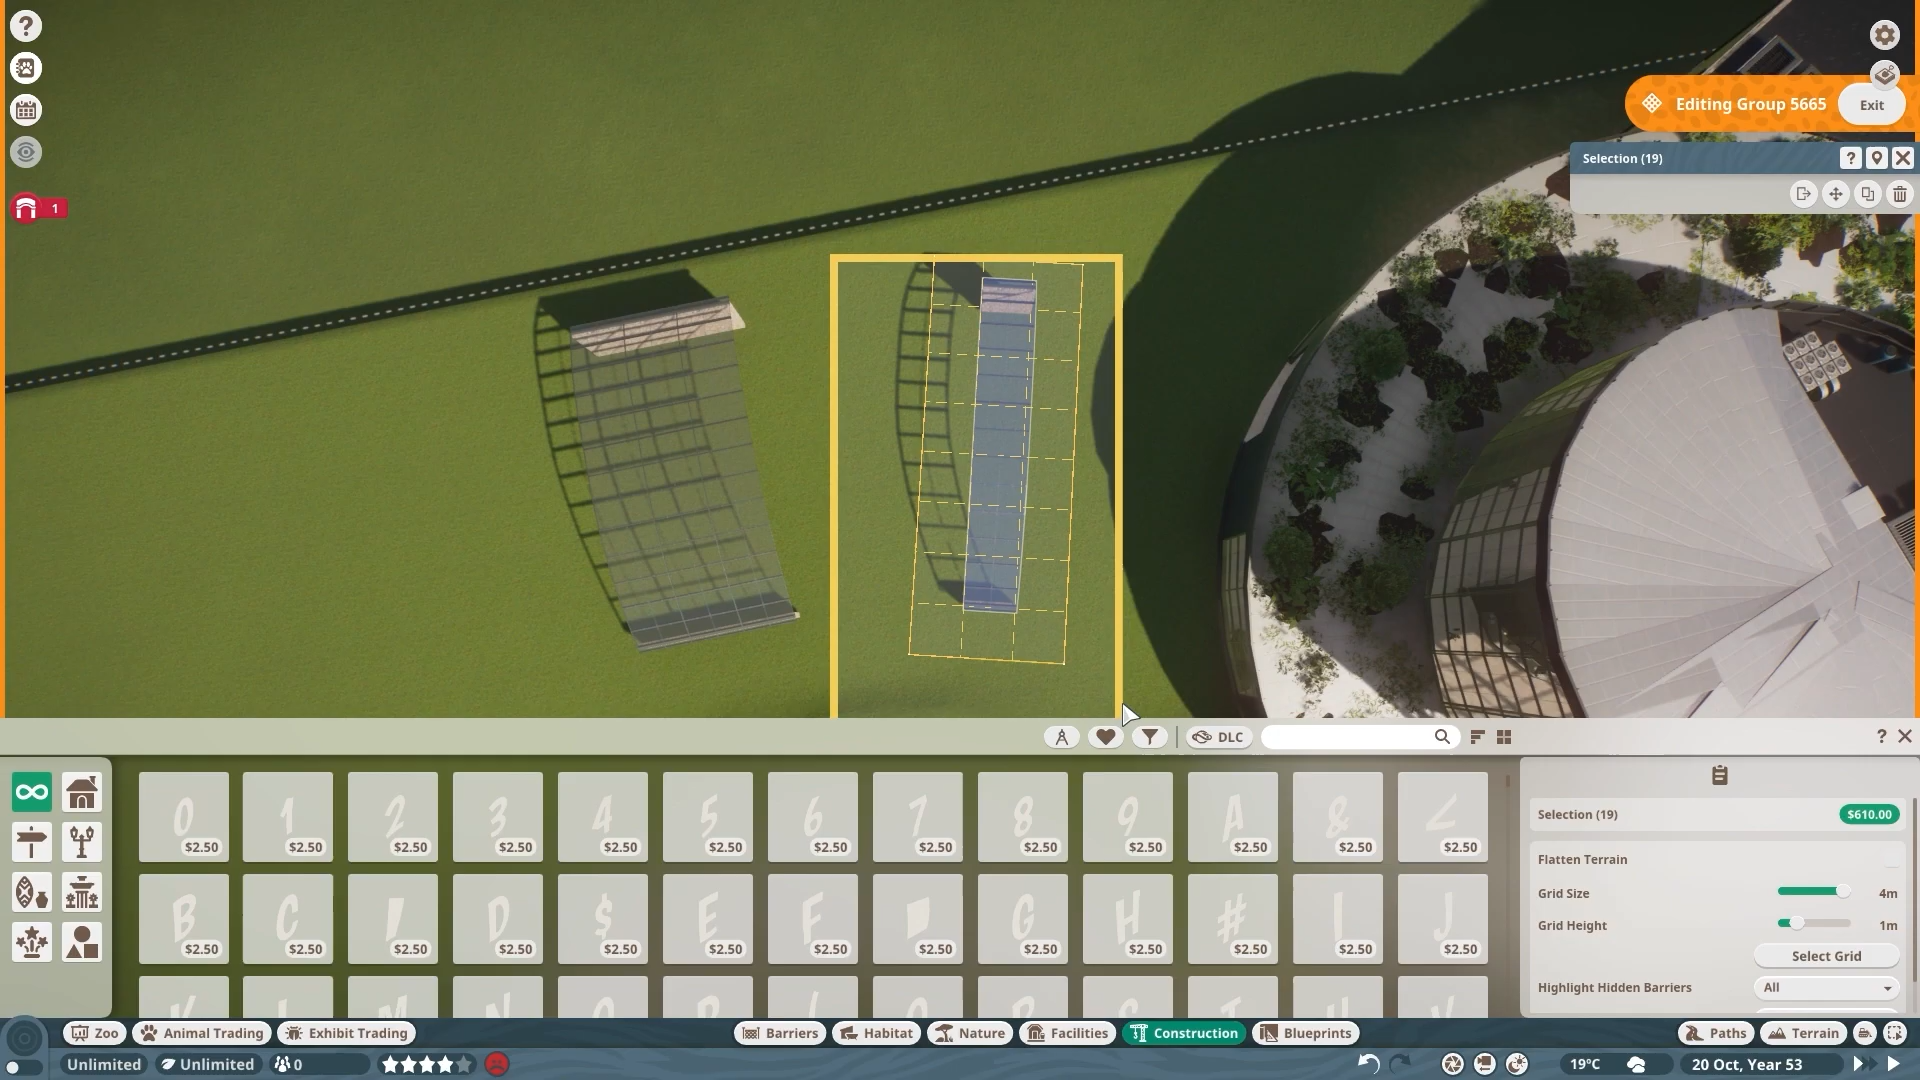 ?
Editing Group 5665 Exit
Selection (19) ?
1
DLC ?
0 1 2 3 4 5 6 7 8 9 A & <
$2.50 $2.50 $2.50 $2.50 $2.50 $2.50 $2.50 $2.50 $2.50 $2.50 $2.50 $2.50 $2.50
B C D $ E F G H # I J
$2.50 $2.50 $2.50 $2.50 $2.50 $2.50 $2.50 $2.50 $2.50 $2.50 $2.50 $2.50 $2.50
Selection (19) $610.00
Flatten Terrain
Grid Size 4m
Grid Height 1m
Select Grid
Highlight Hidden Barriers All
Zoo Animal Trading Exhibit Trading Barriers Habitat Nature Facilities Construction Blueprints Paths Terrain
Unlimited Unlimited 0 19°C 20 Oct, Year 53